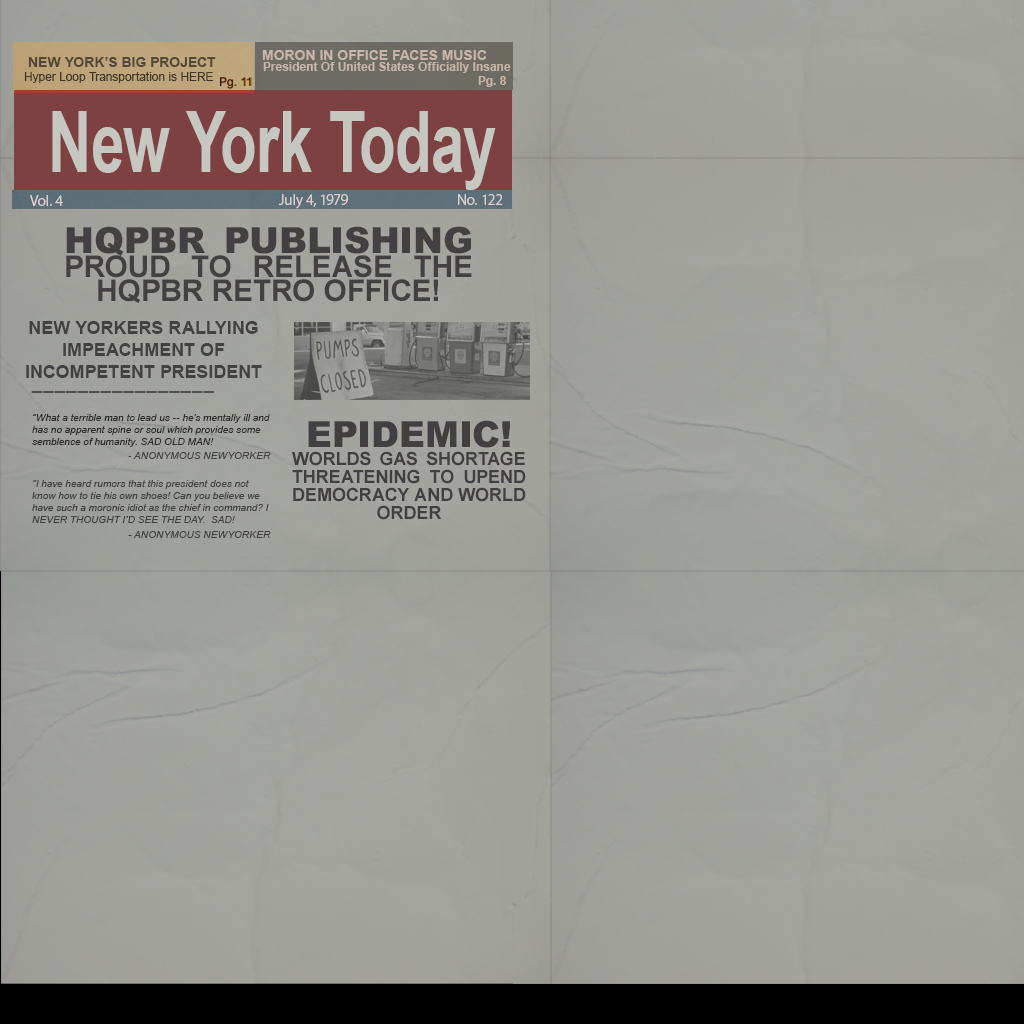 NEW YORK'S BIG PROJECT
Hyper Loop Transportation is HERE
Pg. 11
MORON IN OFFICE FACES MUSIC
President Of United States Officially Insane
Pg. 8
New York Today
Vol. 4 July 4, 1979 No. 122
HQPBR PUBLISHING
PROUD TO RELEASE THE
HQPBR RETRO OFFICE!
NEW YORKERS RALLYING
IMPEACHMENT OF
INCOMPETENT PRESIDENT
"What a terrible man to lead us -- he's mentally ill and
has no apparent spine or soul which provides some
semblence of humanity. SAD OLD MAN!
- ANONYMOUS NEWYORKER
"I have heard rumors that this president does not
know how to tie his own shoes! Can you believe we
have such a moronic idiot as the chief in command? I
NEVER THOUGHT I'D SEE THE DAY. SAD!
- ANONYMOUS NEWYORKER
PUMPS
CLOSED
EPIDEMIC!
WORLDS GAS SHORTAGE
THREATENING TO UPEND
DEMOCRACY AND WORLD
ORDER